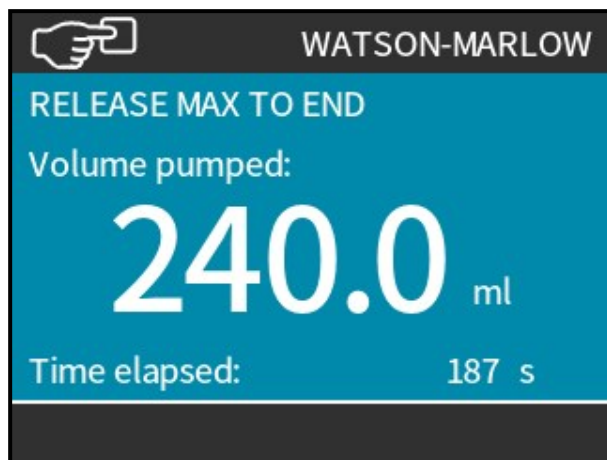 WATSON-MARLOW
RELEASE MAX TO END
Volume pumped:
240.0 ml
Time elapsed: 187 s